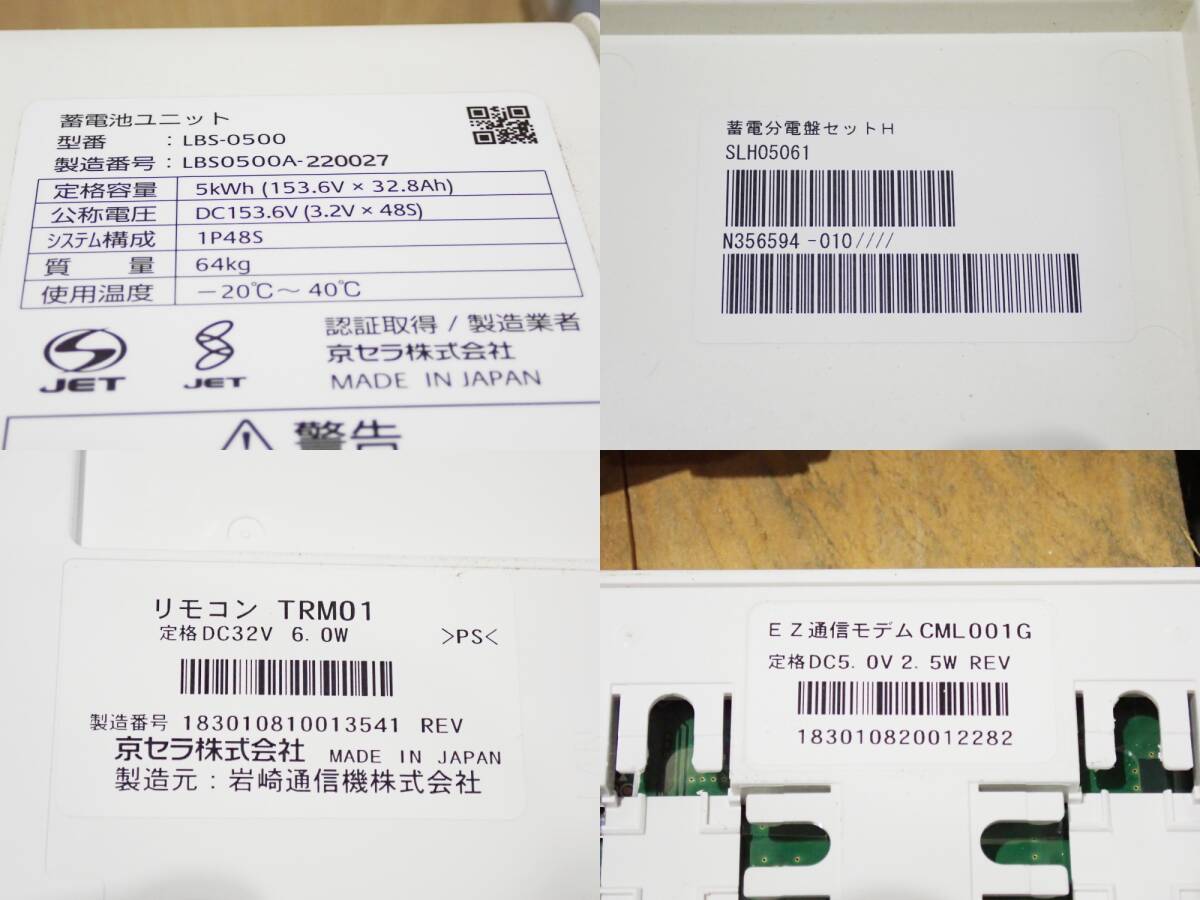 蓄電池ユニット
型番 : LBS-0500
製造番号 : LBS0500A-220027
定格容量 5kWh (153.6V × 32.8Ah)
公称電圧 DC153.6V (3.2V × 48S)
システム構成 1P48S
質 量 64kg
使用温度 −20℃～ 40℃
JET JET
認証取得 / 製造業者
京セラ株式会社
MADE IN JAPAN
警告
蓄電分電盤セットH
SLH05061
N356594-010////
リモコン TRM01
定格 DC32V 6.0W >PS<
製造番号 183010810013541 REV
京セラ株式会社 MADE IN JAPAN
製造元：岩崎通信機株式会社
EZ通信モデム CML001G
定格DC5.0V 2.5W REV
183010820012282